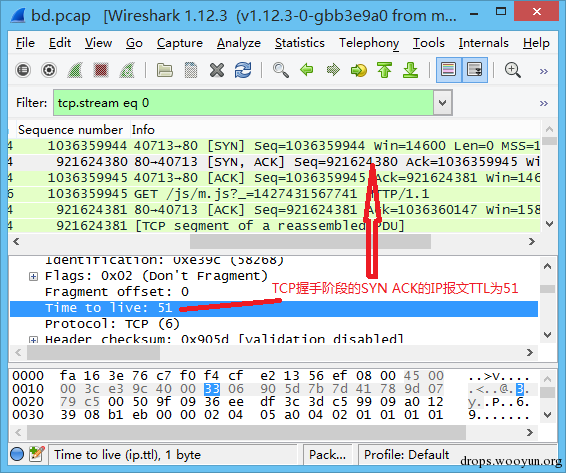 bd.pcap [Wireshark 1.12.3 (v1.12.3-0-gbb3e9a0 from m...
File Edit View Go Capture Analyze Statistics Telephony Tools Internals Help
Filter: tcp.stream eq 0
Sequence number Info
4 1036359944 40713→80 [SYN] Seq=1036359944 Win=14600 Len=0 MSS=1
921624380 80→40713 [SYN, ACK] Seq=921624380 Ack=1036359945 Wi
4 1036359945 40713→80 [ACK] Seq=1036359945 Ack=921624381 Win=146
6 1036359945 GET /js/m.js?_=1427431567741 HTTP/1.1
4 921624381 80→40713 [ACK] Seq=921624381 Ack=1036360147 Win=158
4 921624381 [TCP segment of a reassembled PDU]
Identification: 0xe39c (58268)
Flags: 0x02 (Don't Fragment)
Fragment offset: 0
TCP握手阶段的SYN ACK的IP报文TTL为51
Time to live: 51
Protocol: TCP (6)
Header checksum: 0x905d [validation disabled]
0000 fa 16 3e 76 c7 f0 f4 cf e2 13 56 ef 08 00 45 00 ..>v....
0010 00 3c e3 9c 40 00 33 06 90 5d 7b 7d 41 78 9d 07 .<..@.3.
0020 79 c5 00 50 9f 09 36 ee df 3c 3d c5 99 09 a0 12 y..P..6.
0030 39 08 b1 eb 00 00 02 04 05 a0 04 02 01 01 01 01 9.......
Time to live (ip.ttl), 1 byte Pack... Profile: Default
drops.wooyun.org